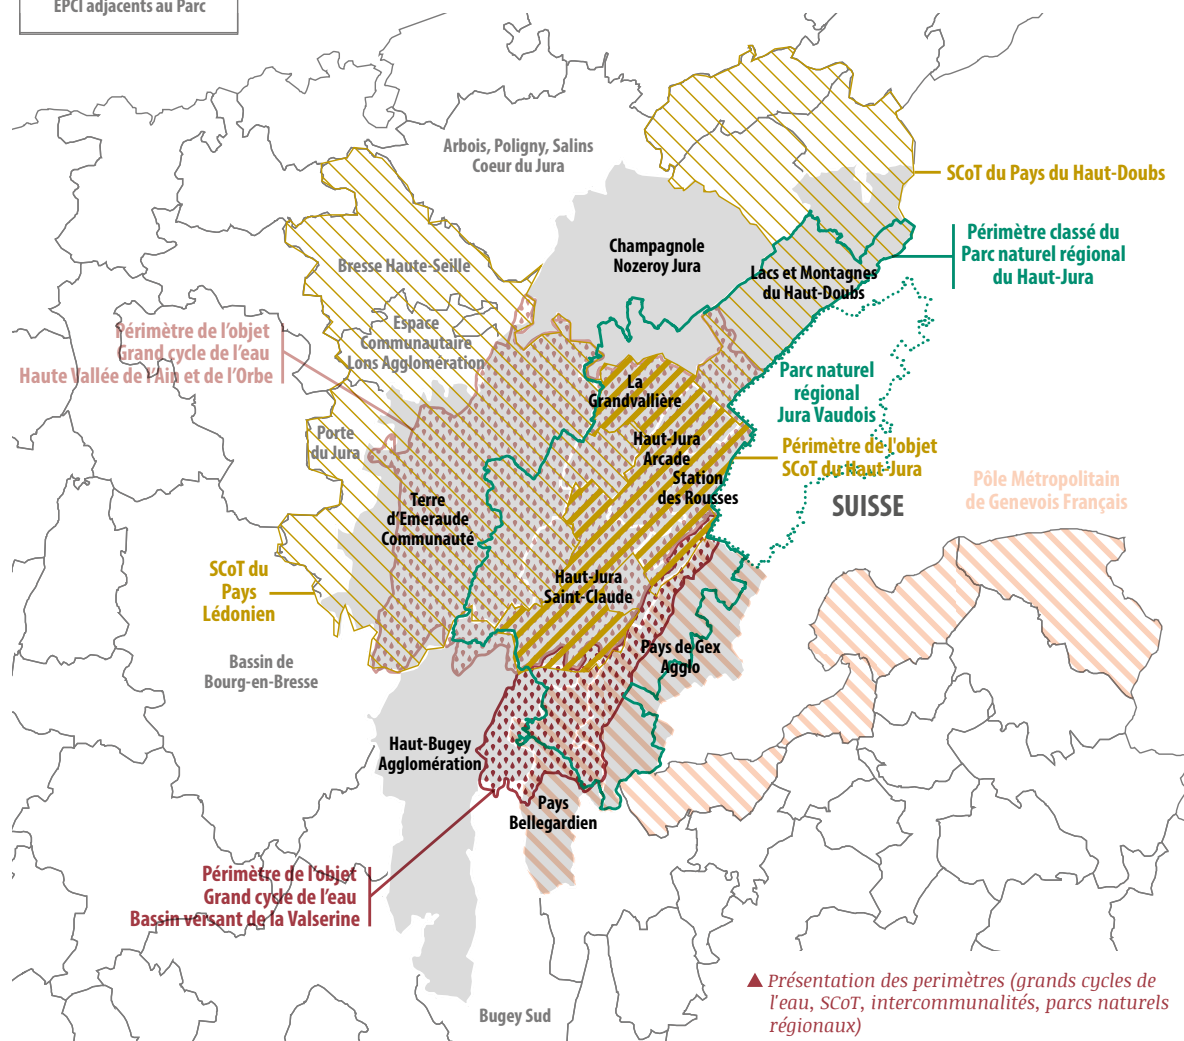 EPCI adjacents au Parc
Arbois, Poligny, Salins
Coeur du Jura
SCoT du Pays du Haut-Doubs
Champagnole
Nozeroy Jura
Périmètre classé du
Parc naturel régional
du Haut-Jura
Bresse Haute-Seille
Lacs et Montagnes
du Haut-Doubs
Périmètre de l'objet
Grand cycle de l'eau
Haute Vallée de l'Ain et de l'Orbe
Espace
Communautaire
Lons Agglomération
La
Grandvallière
Parc naturel
régional
Jura Vaudois
Porte
du Jura
Haut-Jura
Arcade
Périmètre de l'objet
SCoT du Haut-Jura
Station
des Rousses
Pôle Métropolitain
de Genevois Français
Terre
d'Emeraude
Communauté
SUISSE
SCoT du
Pays
Lédonien
Haut-Jura
Saint-Claude
Pays de Gex
Agglo
Bassin de
Bourg-en-Bresse
Haut-Bugey
Agglomération
Pays
Bellegardien
Périmètre de l'objet
Grand cycle de l'eau
Bassin versant de la Valserine
Bugey Sud
▲ Présentation des perimètres (grands cycles de
l'eau, SCoT, intercommunalités, parcs naturels
régionaux)